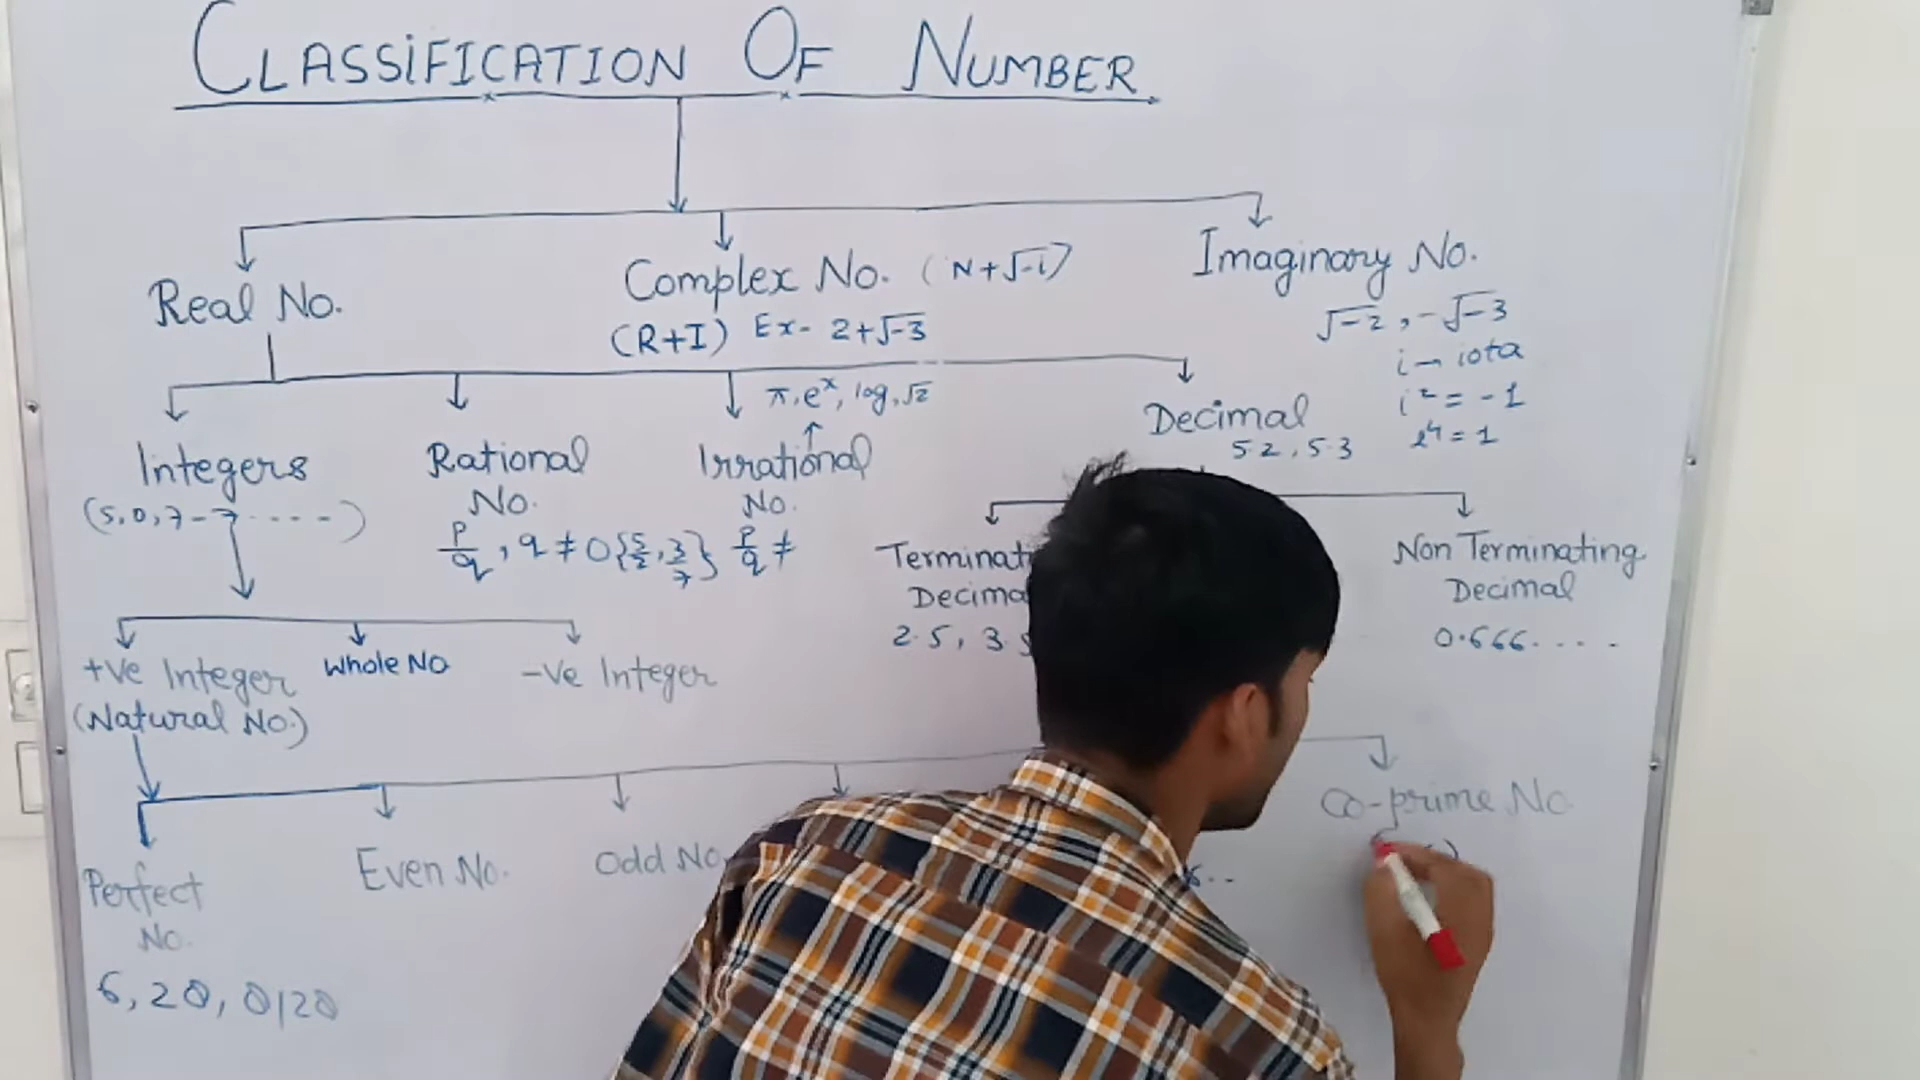 CLASSIFICATION OF NUMBER
Real No.
Complex No. (N+√-i)
(R+I) Ex- 2+√-3
Imaginary No.
√-2, -√-3
i → iota
i² = -1
i⁴ = 1
Integers
(5, 0, 7 - 7 ..... )
Rational
No.
p/q, q ≠ 0 {5/2, 3/7}
π, eˣ, log, √2
Irrational
No.
p/q ≠
Decimal
5.2, 5.3
Terminat
Decima
2.5, 3.
Non Terminating
Decimal
0.666.....
+ve Integer
(Natural No.)
Whole No
-ve Integer
Perfect
No.
6, 28,
Even No.
Odd No
Co-prime No